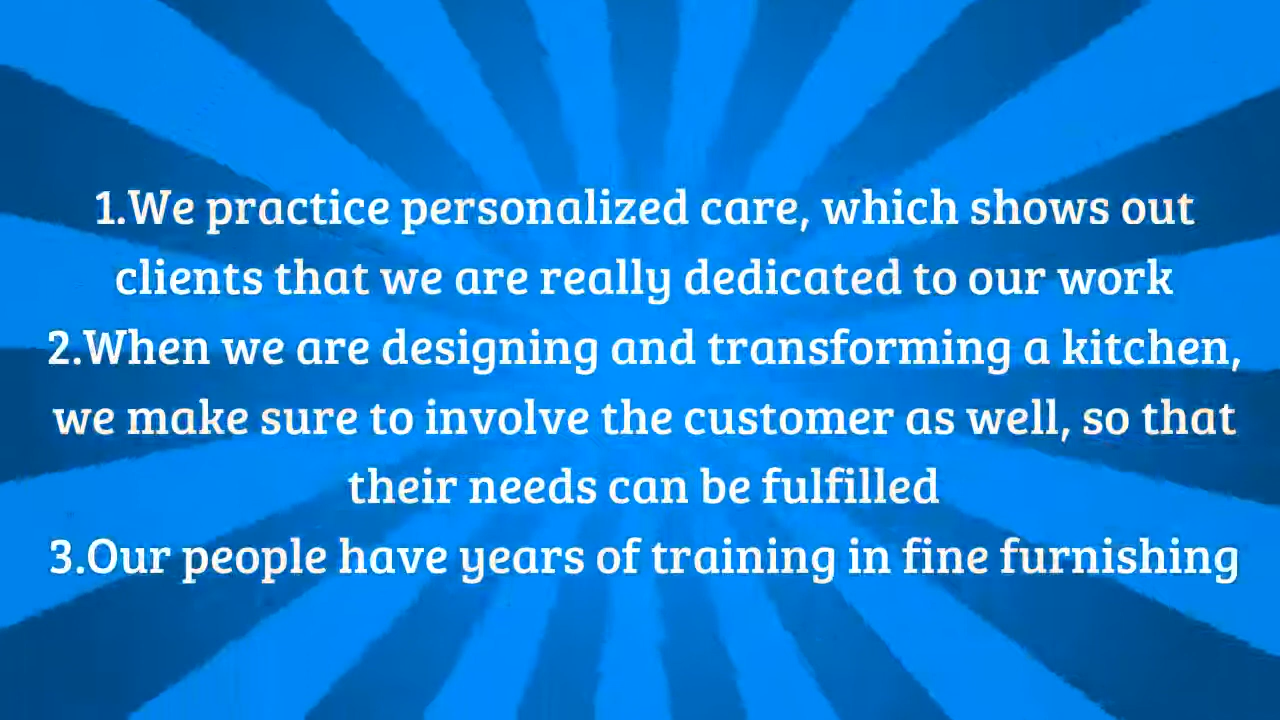 1.We practice personalized care, which shows out
clients that we are really dedicated to our work
2.When we are designing and transforming a kitchen,
we make sure to involve the customer as well, so that
their needs can be fulfilled
3.Our people have years of training in fine furnishing